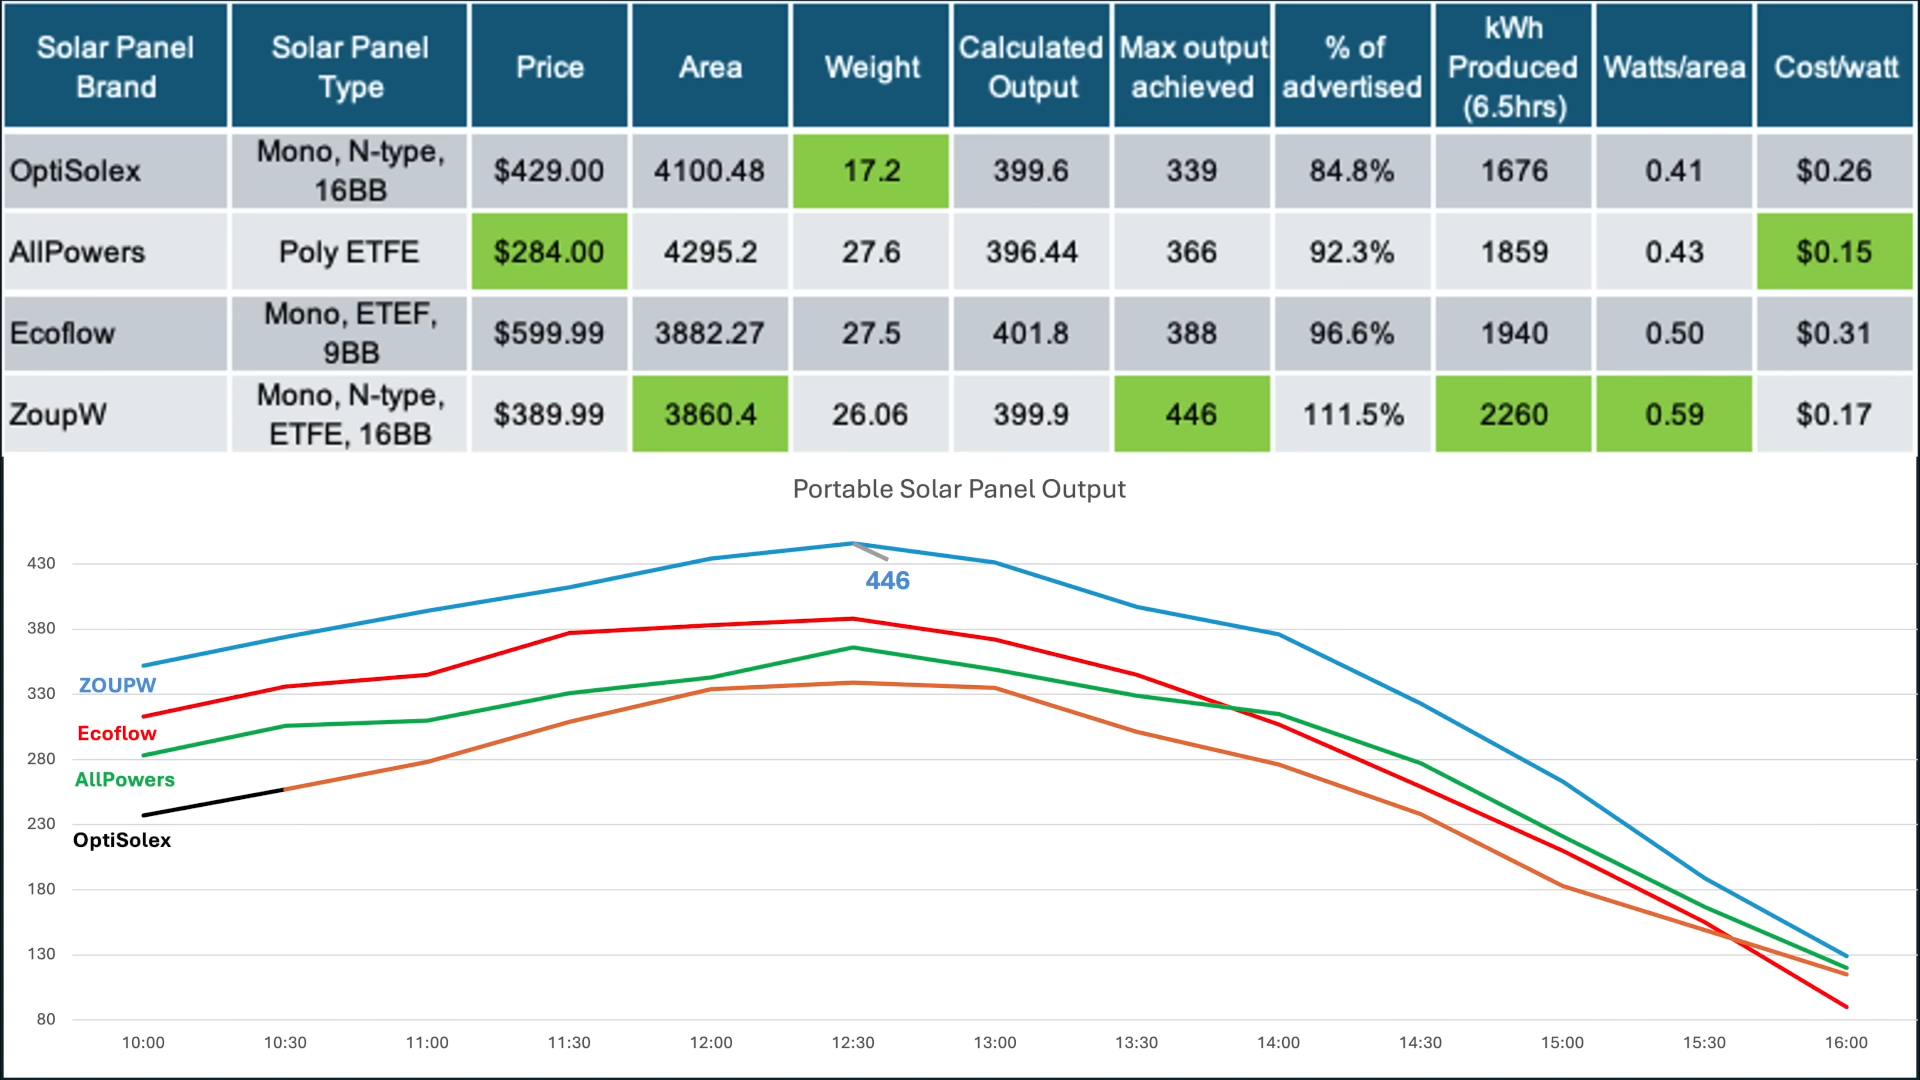 Solar Panel Brand
Solar Panel Type
Price
Area
Weight
Calculated Output
Max output achieved
% of advertised
kWh Produced (6.5hrs)
Watts/area
Cost/watt
OptiSolex
Mono, N-type,
16BB
$429.00
4100.48
17.2
399.6
339
84.8%
1676
0.41
$0.26
AllPowers
Poly ETFE
$284.00
4295.2
27.6
396.44
366
92.3%
1859
0.43
$0.15
Ecoflow
Mono, ETEF,
9BB
$599.99
3882.27
27.5
401.8
388
96.6%
1940
0.50
$0.31
ZoupW
Mono, N-type,
ETFE, 16BB
$389.99
3860.4
26.06
399.9
446
111.5%
2260
0.59
$0.17
Portable Solar Panel Output
430
446
380
ZOUPW
330
Ecoflow
280
AllPowers
230
OptiSolex
180
130
80
10:00 10:30 11:00 11:30 12:00 12:30 13:00 13:30 14:00 14:30 15:00 15:30 16:00